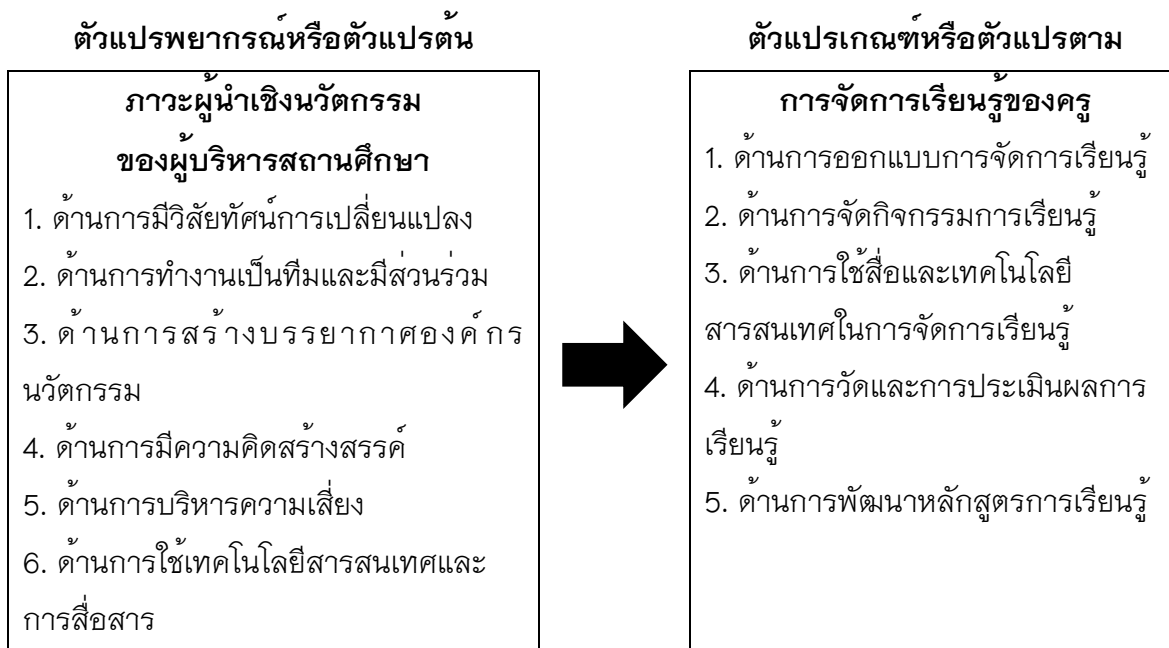 ตัวแปรพยากรณ์หรือตัวแปรต้น
ภาวะผู้นำเชิงนวัตกรรม
ของผู้บริหารสถานศึกษา
1. ด้านการมีวิสัยทัศน์การเปลี่ยนแปลง
2. ด้านการทำงานเป็นทีมและมีส่วนร่วม
3. ด้านการสร้างบรรยากาศองค์กร
นวัตกรรม
4. ด้านการมีความคิดสร้างสรรค์
5. ด้านการบริหารความเสี่ยง
6. ด้านการใช้เทคโนโลยีสารสนเทศและ
การสื่อสาร
ตัวแปรเกณฑ์หรือตัวแปรตาม
การจัดการเรียนรู้ของครู
1. ด้านการออกแบบการจัดการเรียนรู้
2. ด้านการจัดกิจกรรมการเรียนรู้
3. ด้านการใช้สื่อและเทคโนโลยี
สารสนเทศในการจัดการเรียนรู้
4. ด้านการวัดและการประเมินผลการ
เรียนรู้
5. ด้านการพัฒนาหลักสูตรการเรียนรู้